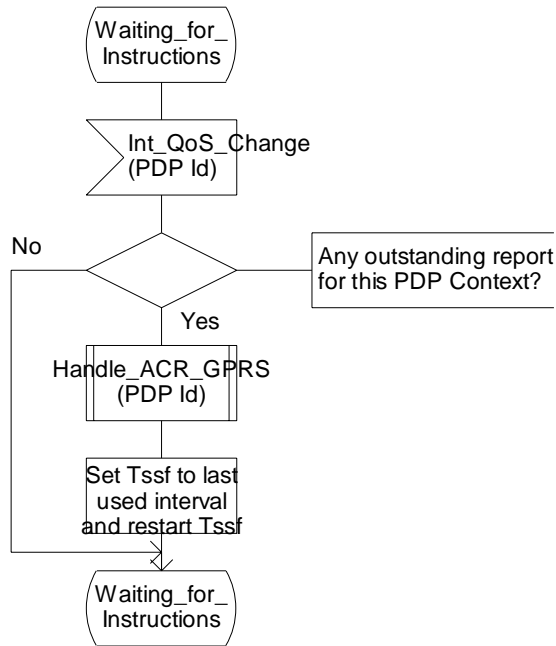 Waiting_for_
Instructions
Int_QoS_Change
(PDP Id)
No
Any outstanding report
for this PDP Context?
Yes
Handle_ACR_GPRS
(PDP Id)
Set Tssf to last
used interval
and restart Tssf
Waiting_for_
Instructions